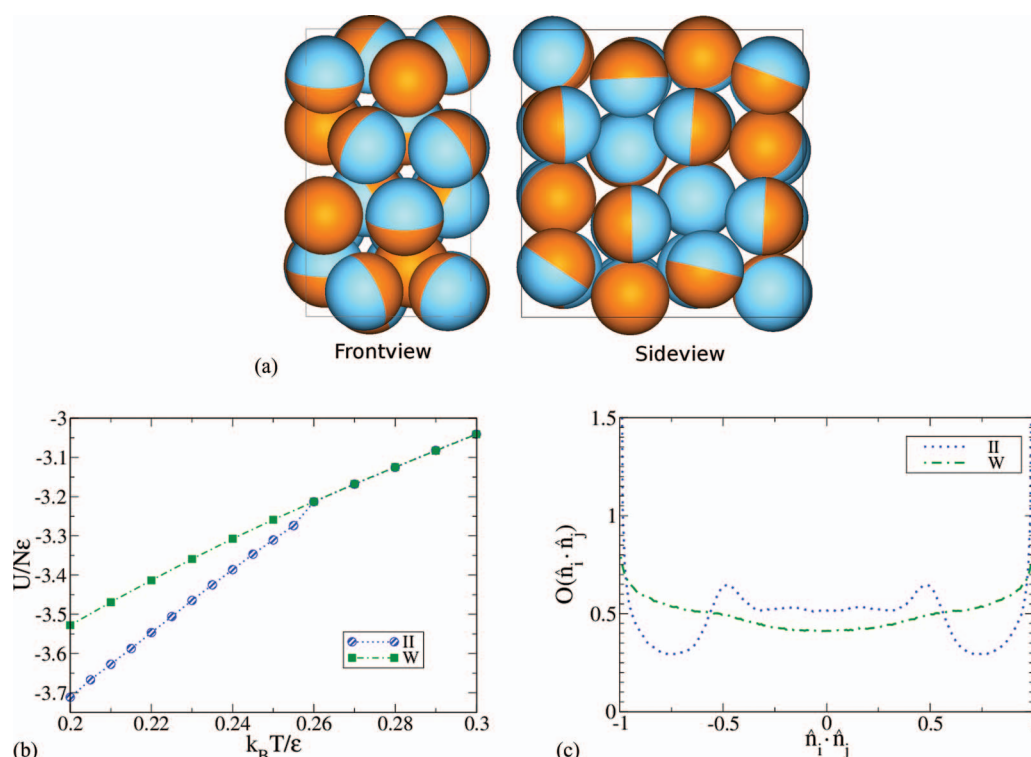 Frontview
Sideview
(a)
-3
-3.1
-3.2
-3.3
-3.4
-3.5
-3.6
-3.7
U/Nε
0.2
0.22
0.24
0.26
0.28
0.3
k_B T/ε
II
W
(b)
1.5
1
0.5
0
O(n̂_i · n̂_j)
-1
-0.5
0
0.5
n̂_i · n̂_j
II
W
(c)